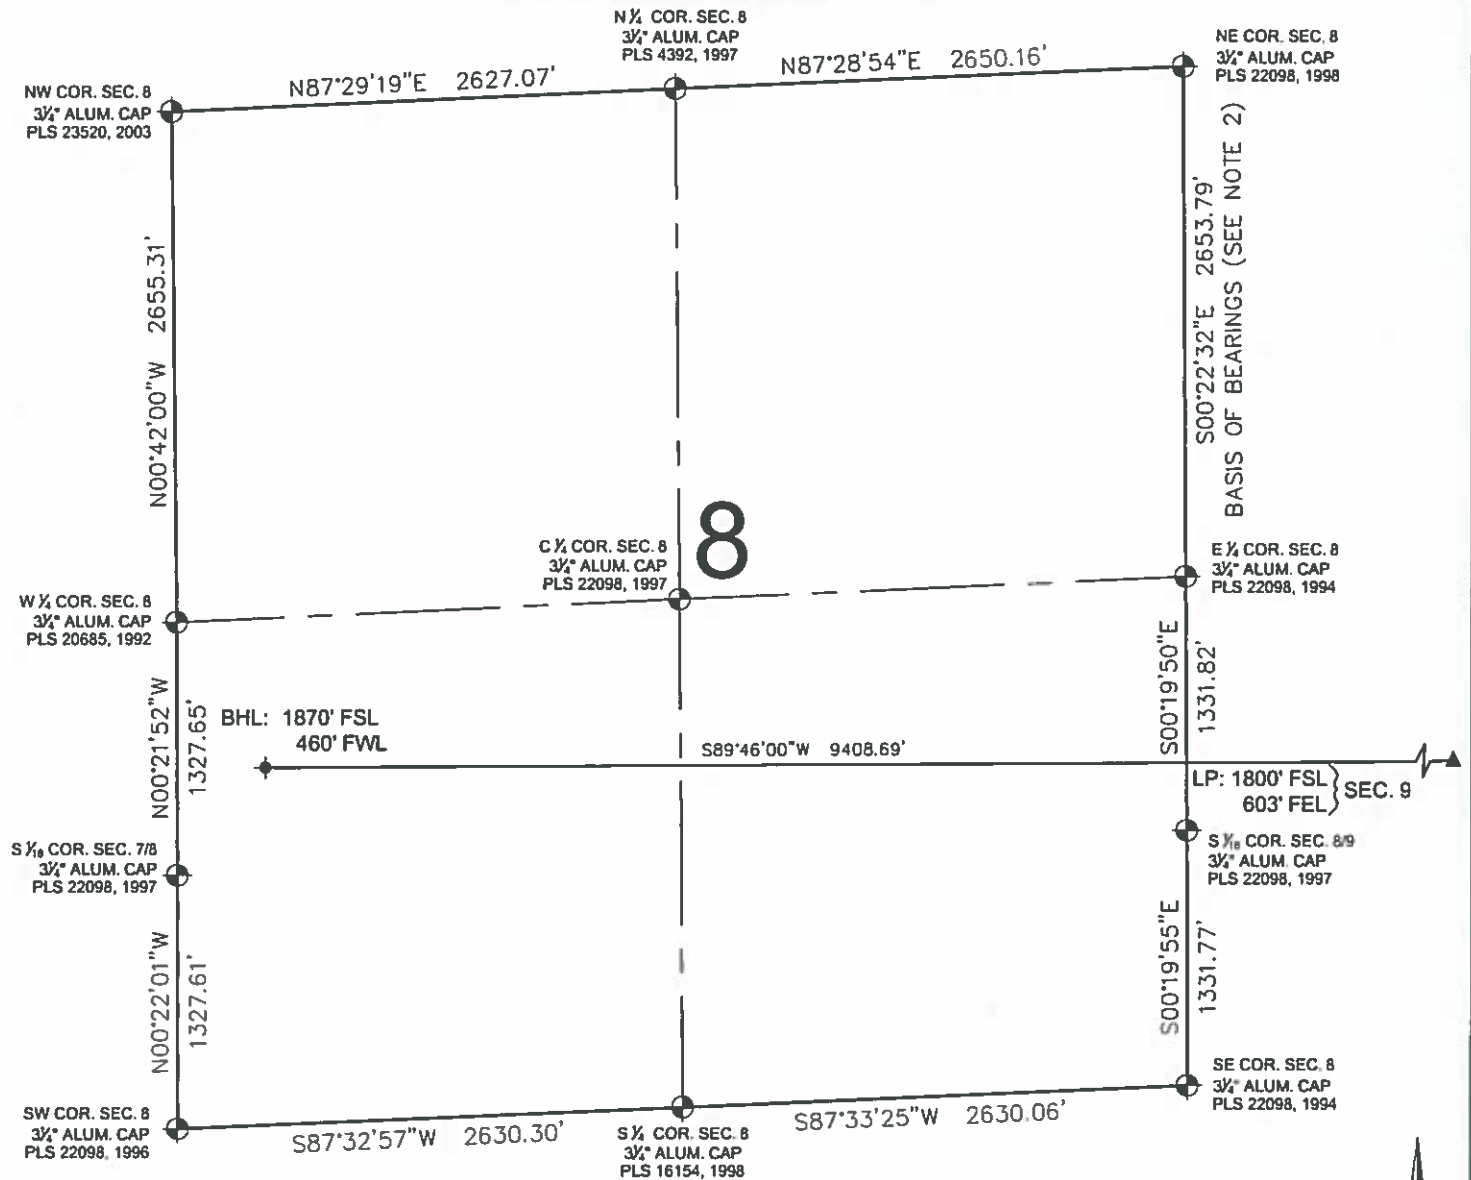 N ¼ COR. SEC. 8
3¼" ALUM. CAP
PLS 4392, 1997
NE COR. SEC. 8
3¼" ALUM. CAP
PLS 22098, 1998
N87°29'19"E 2627.07'
N87°28'54"E 2650.16'
NW COR. SEC. 8
3¼" ALUM. CAP
PLS 23520, 2003
N00°42'00"W 2655.31'
S00°22'32"E 2653.79'
BASIS OF BEARINGS (SEE NOTE 2)
8
C ¼ COR. SEC. 8
3¼" ALUM. CAP
PLS 22098, 1997
E ¼ COR. SEC. 8
3¼" ALUM. CAP
PLS 22098, 1994
W ¼ COR. SEC. 8
3¼" ALUM. CAP
PLS 20685, 1992
N00°21'52"W
1327.65'
S00°19'50"E
1331.82'
BHL: 1870' FSL
460' FWL
S89°46'00"W 9408.69'
LP: 1800' FSL
603' FEL
SEC. 9
S 1/16 COR. SEC. 7/8
3¼" ALUM. CAP
PLS 22098, 1997
S 1/16 COR. SEC. 8/9
3¼" ALUM. CAP
PLS 22098, 1997
N00°22'01"W
1327.61'
S00°19'55"E
1331.77'
SE COR. SEC. 8
3¼" ALUM. CAP
PLS 22098, 1994
SW COR. SEC. 8
3¼" ALUM. CAP
PLS 22098, 1996
S87°32'57"W 2630.30'
S87°33'25"W 2630.06'
S ¼ COR. SEC. 8
3¼" ALUM. CAP
PLS 16154, 1998